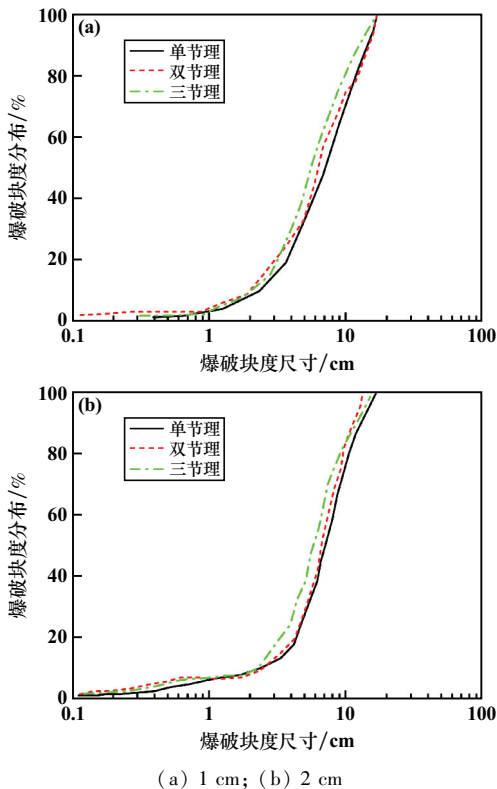 100
(a)
单节理
80
双节理
三节理
60
40
20
0
0.1
1
10
100
爆破块度分布/%
爆破块度尺寸/cm
100
(b)
单节理
80
双节理
三节理
60
40
20
0
0.1
1
10
100
爆破块度分布/%
爆破块度尺寸/cm
(a) 1 cm; (b) 2 cm